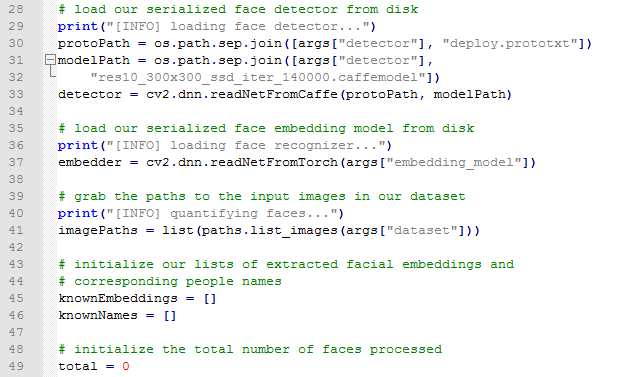 28 # load our serialized face detector from disk
29 print("[INFO] loading face detector...")
30 protoPath = os.path.sep.join([args["detector"], "deploy.prototxt"])
31 modelPath = os.path.sep.join([args["detector"],
32     "res10_300x300_ssd_iter_140000.caffemodel"])
33 detector = cv2.dnn.readNetFromCaffe(protoPath, modelPath)
34
35 # load our serialized face embedding model from disk
36 print("[INFO] loading face recognizer...")
37 embedder = cv2.dnn.readNetFromTorch(args["embedding_model"])
38
39 # grab the paths to the input images in our dataset
40 print("[INFO] quantifying faces...")
41 imagePaths = list(paths.list_images(args["dataset"]))
42
43 # initialize our lists of extracted facial embeddings and
44 # corresponding people names
45 knownEmbeddings = []
46 knownNames = []
47
48 # initialize the total number of faces processed
49 total = 0